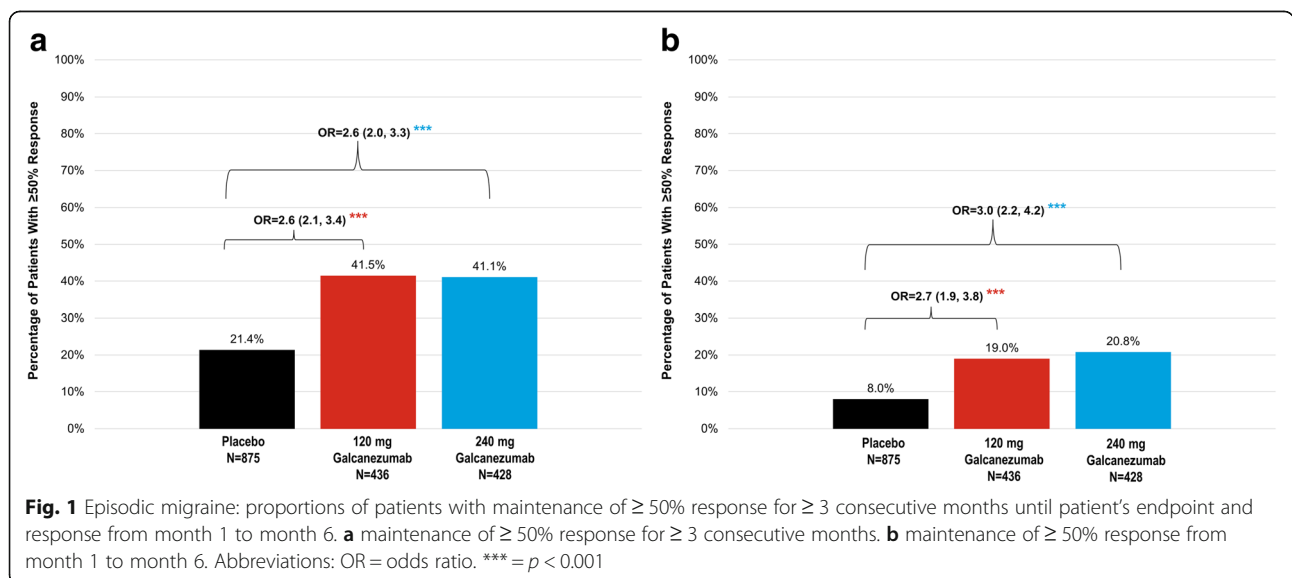 a
Percentage of Patients With ≥50% Response
100%
90%
80%
70%
60%
50%
40%
30%
20%
10%
0%
OR=2.6 (2.0, 3.3) ***
OR=2.6 (2.1, 3.4) ***
21.4%
41.5%
41.1%
Placebo
N=875
120 mg
Galcanezumab
N=436
240 mg
Galcanezumab
N=428
b
Percentage of Patients With ≥50% Response
100%
90%
80%
70%
60%
50%
40%
30%
20%
10%
0%
OR=3.0 (2.2, 4.2) ***
OR=2.7 (1.9, 3.8) ***
8.0%
19.0%
20.8%
Placebo
N=875
120 mg
Galcanezumab
N=436
240 mg
Galcanezumab
N=428
Fig. 1 Episodic migraine: proportions of patients with maintenance of ≥ 50% response for ≥ 3 consecutive months until patient's endpoint and
response from month 1 to month 6. a maintenance of ≥ 50% response for ≥ 3 consecutive months. b maintenance of ≥ 50% response from
month 1 to month 6. Abbreviations: OR = odds ratio. *** = p < 0.001